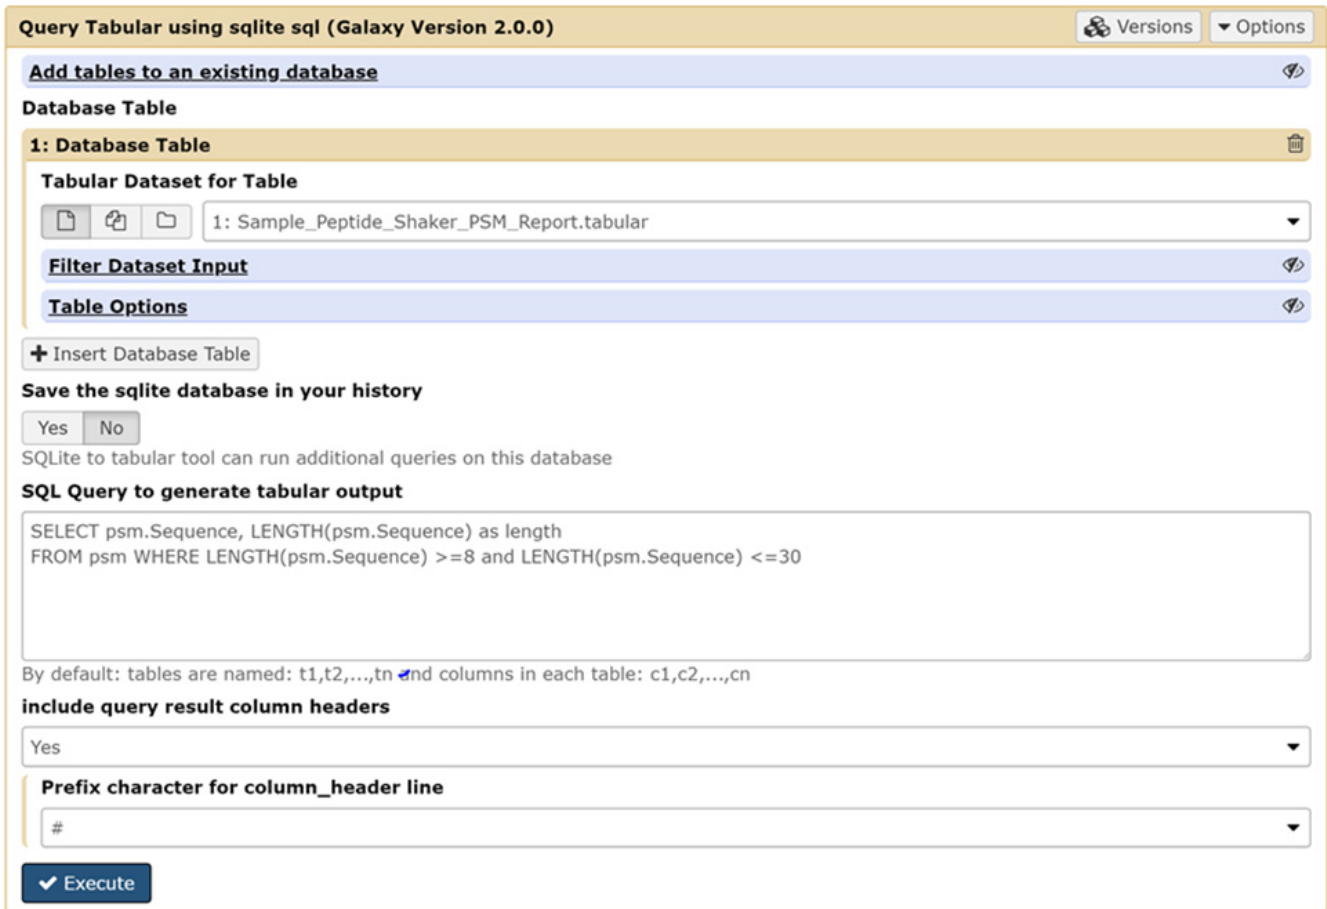 Query Tabular using sqlite sql (Galaxy Version 2.0.0)
Versions
Options
Add tables to an existing database
Database Table
1: Database Table
Tabular Dataset for Table
1: Sample_Peptide_Shaker_PSM_Report.tabular
Filter Dataset Input
Table Options
Insert Database Table
Save the sqlite database in your history
Yes No
SQLite to tabular tool can run additional queries on this database
SQL Query to generate tabular output
SELECT psm.Sequence, LENGTH(psm.Sequence) as length
FROM psm WHERE LENGTH(psm.Sequence) >=8 and LENGTH(psm.Sequence) <=30
By default: tables are named: t1,t2,...,tn and columns in each table: c1,c2,...,cn
include query result column headers
Yes
Prefix character for column_header line
#
Execute